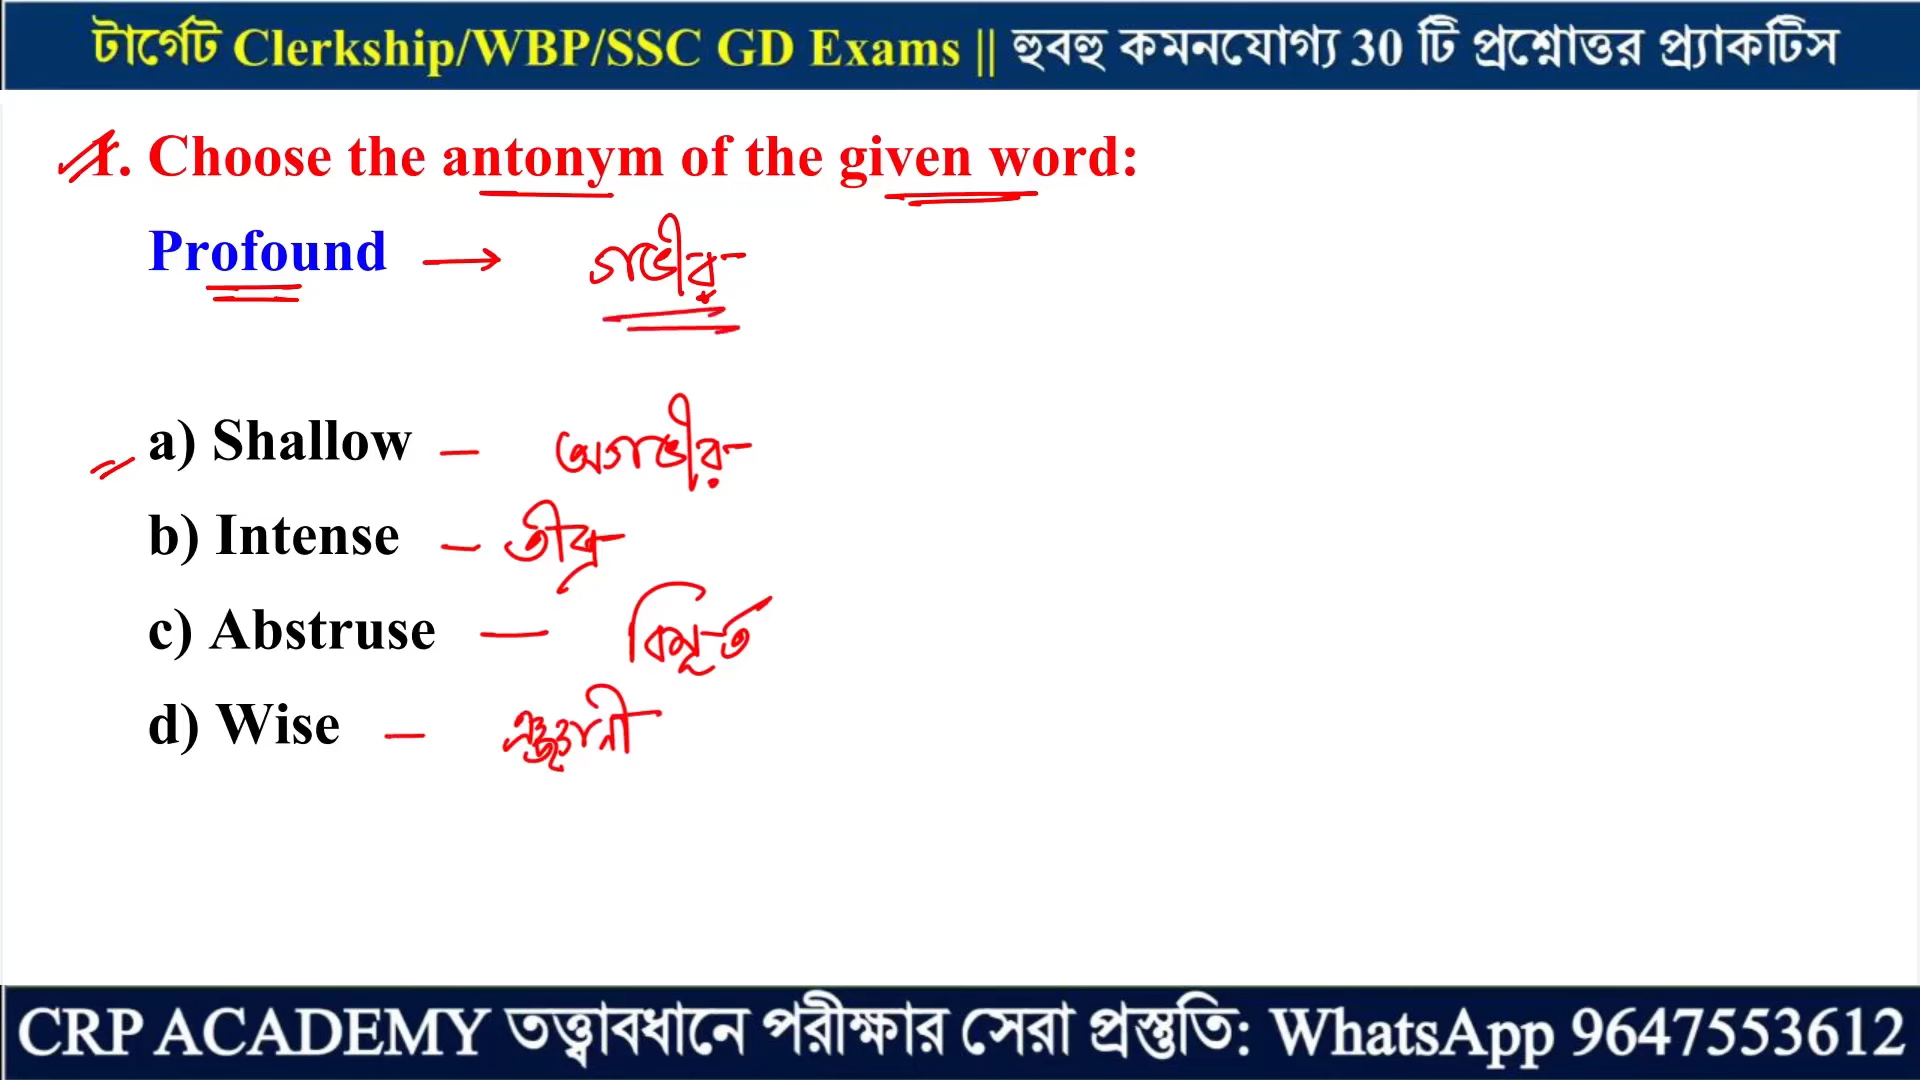 টার্গেট Clerkship/WBP/SSC GD Exams || হুবহু কমনযোগ্য 30 টি প্রশ্নোত্তর প্র্যাকটিস
1. Choose the antonym of the given word:
Profound → গভীর
a) Shallow – অগভীর
b) Intense – তীব্র
c) Abstruse – বিমূর্ত
d) Wise –
CRP ACADEMY তত্ত্বাবধানে পরীক্ষার সেরা প্রস্তুতি: WhatsApp 9647553612